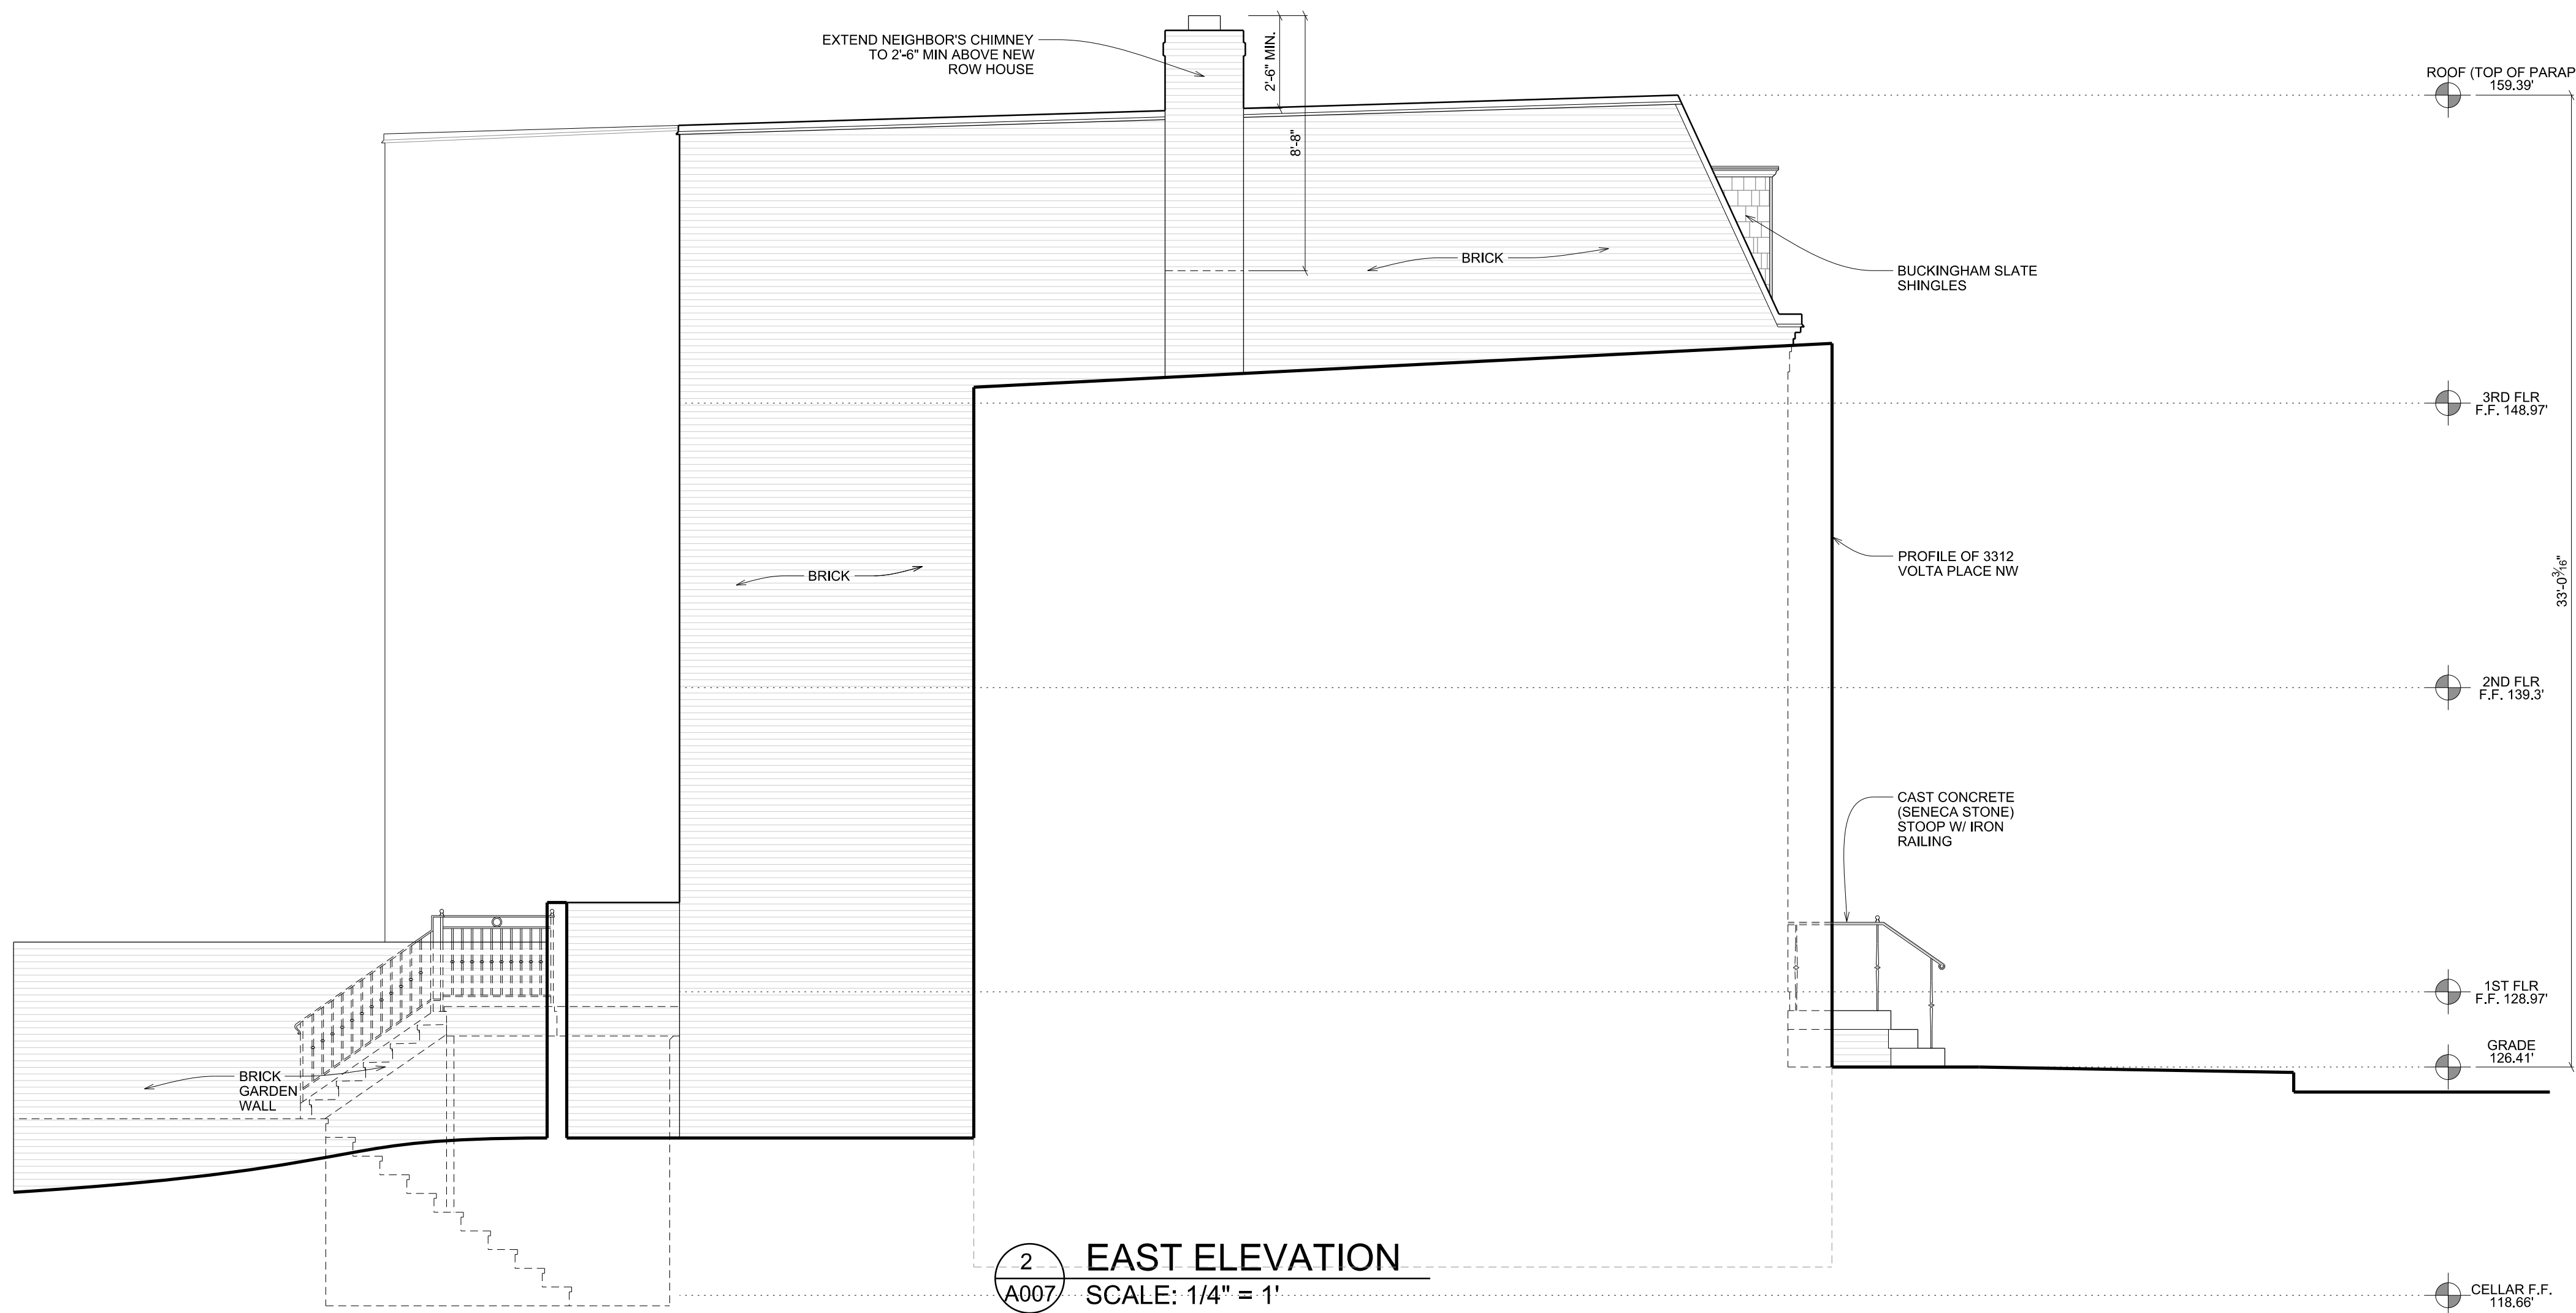 EXTEND NEIGHBOR'S CHIMNEY
TO 2'-6" MIN ABOVE NEW
ROW HOUSE
2'-6" MIN.
8'-8"
ROOF (TOP OF PARAP
159.39'
BRICK
BUCKINGHAM SLATE
SHINGLES
3RD FLR
F.F. 148.97'
BRICK
PROFILE OF 3312
VOLTA PLACE NW
33'-0 3/16"
2ND FLR
F.F. 139.3'
CAST CONCRETE
(SENECA STONE)
STOOP W/ IRON
RAILING
1ST FLR
F.F. 128.97'
GRADE
126.41'
BRICK
GARDEN
WALL
2
A007
EAST ELEVATION
SCALE: 1/4" = 1'
CELLAR F.F.
118.66'